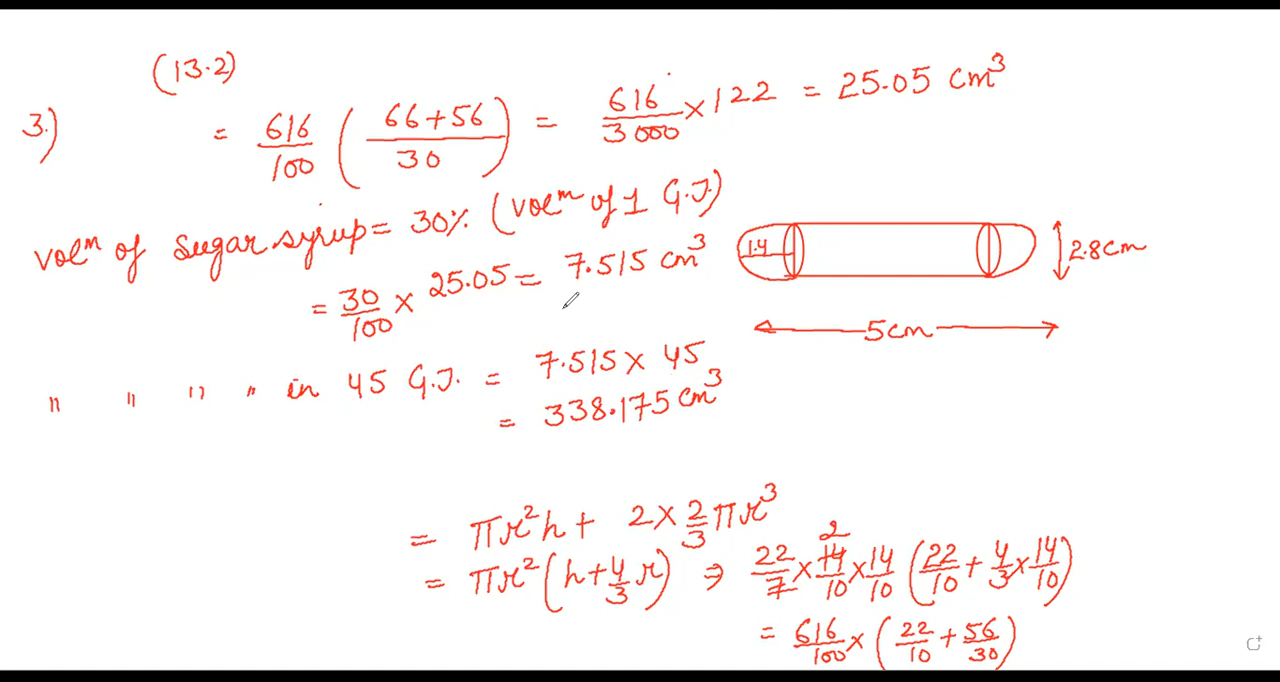 (13.2)
3.)
= 616/100 ( 66+56/30 ) = 616/3000 × 122 = 25.05 cm³
Volᵐ of Sugar syrup = 30% (Volᵐ of 1 G.J.)
= 30/100 × 25.05 = 7.515 cm³
1.4
2.8cm
5cm
" " " " in 45 G.J. = 7.515 × 45
= 338.175 cm³
= πr²h + 2 × 2/3 πr³
= πr² (h + 4/3 r) ⇒ 22/7 × 14/10 × 14/10 ( 22/10 + 4/3 × 14/10 )
2
= 616/100 × ( 22/10 + 56/30 )